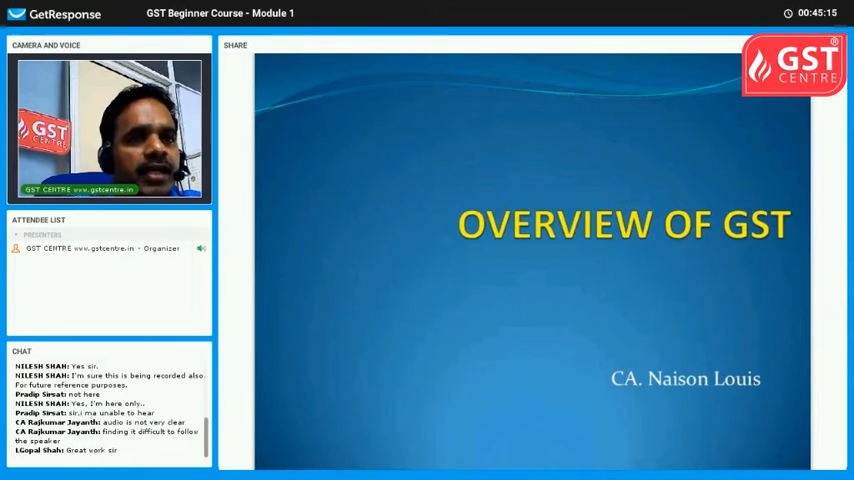 GetResponse
GST Beginner Course - Module 1
00:45:15
CAMERA AND VOICE
GST
CENTRE
GST CENTRE www.gstcentre.in
ATTENDEE LIST
PRESENTERS
GST CENTRE www.gstcentre.in - Organizer
CHAT
NILESH SHAH: Yes sir.
NILESH SHAH: I'm sure this is being recorded also.
For future reference purposes.
Pradip Sirsat: not here
NILESH SHAH: Yes, I'm here only..
Pradip Sirsat: sir,i ma unable to hear
CA Rajkumar Jayanth: audio is not very clear
CA Rajkumar Jayanth: finding it difficult to follow
the speaker
LGopal Shah: Great work sir
SHARE
GST®
CENTRE
OVERVIEW OF GST
CA. Naison Louis